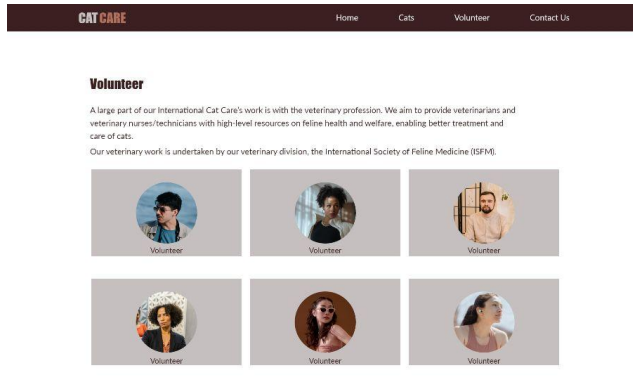 CAT CARE
Home Cats Volunteer Contact Us
Volunteer
A large part of our International Cat Care's work is with the veterinary profession. We aim to provide veterinarians and
veterinary nurses/technicians with high-level resources on feline health and welfare, enabling better treatment and
care of cats.
Our veterinary work is undertaken by our veterinary division, the International Society of Feline Medicine (ISFM).
Volunteer Volunteer Volunteer
Volunteer Volunteer Volunteer